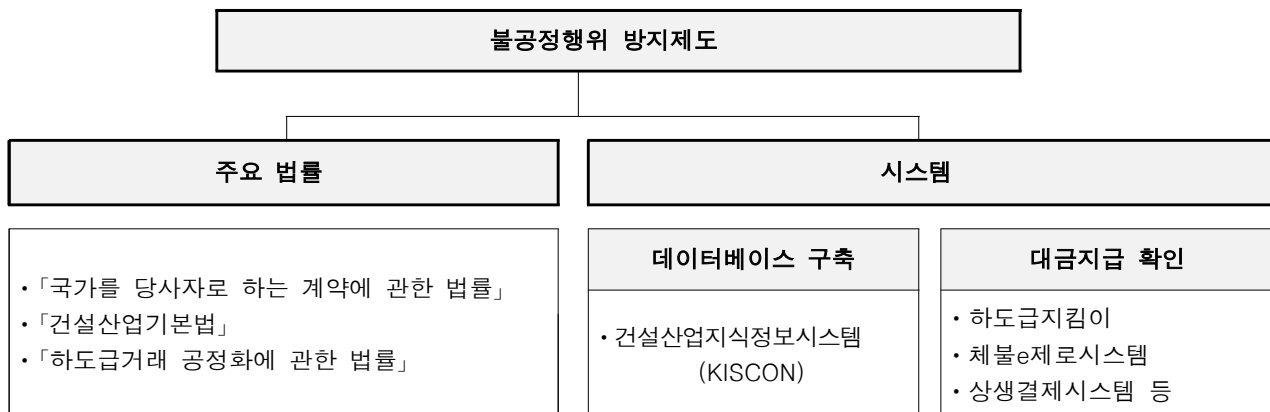 불공정행위 방지제도
주요 법률
시스템
•「국가를 당사자로 하는 계약에 관한 법률」
•「건설산업기본법」
•「하도급거래 공정화에 관한 법률」
데이터베이스 구축
• 건설산업지식정보시스템
(KISCON)
대금지급 확인
• 하도급지킴이
• 체불e제로시스템
• 상생결제시스템 등